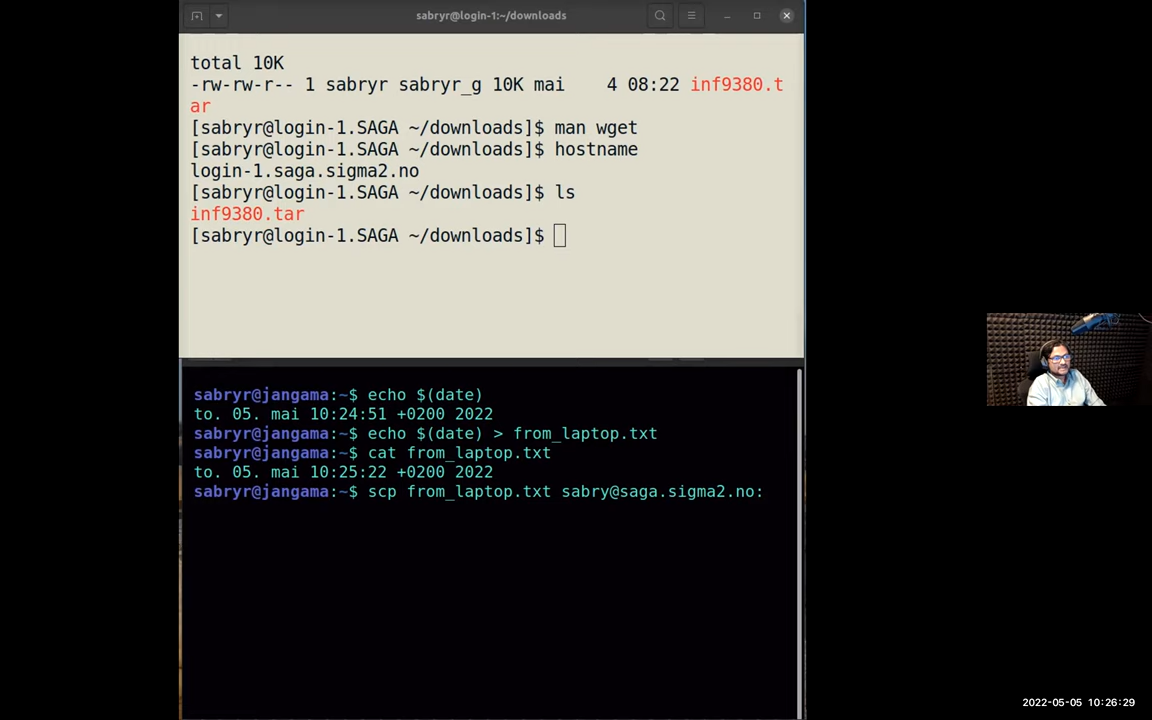 sabryr@login-1:~/downloads
total 10K
-rw-rw-r-- 1 sabryr sabryr_g 10K mai    4 08:22 inf9380.t
ar
[sabryr@login-1.SAGA ~/downloads]$ man wget
[sabryr@login-1.SAGA ~/downloads]$ hostname
login-1.saga.sigma2.no
[sabryr@login-1.SAGA ~/downloads]$ ls
inf9380.tar
[sabryr@login-1.SAGA ~/downloads]$
sabryr@jangama:~$ echo $(date)
to. 05. mai 10:24:51 +0200 2022
sabryr@jangama:~$ echo $(date) > from_laptop.txt
sabryr@jangama:~$ cat from_laptop.txt
to. 05. mai 10:25:22 +0200 2022
sabryr@jangama:~$ scp from_laptop.txt sabry@saga.sigma2.no:
2022-05-05 10:26:29